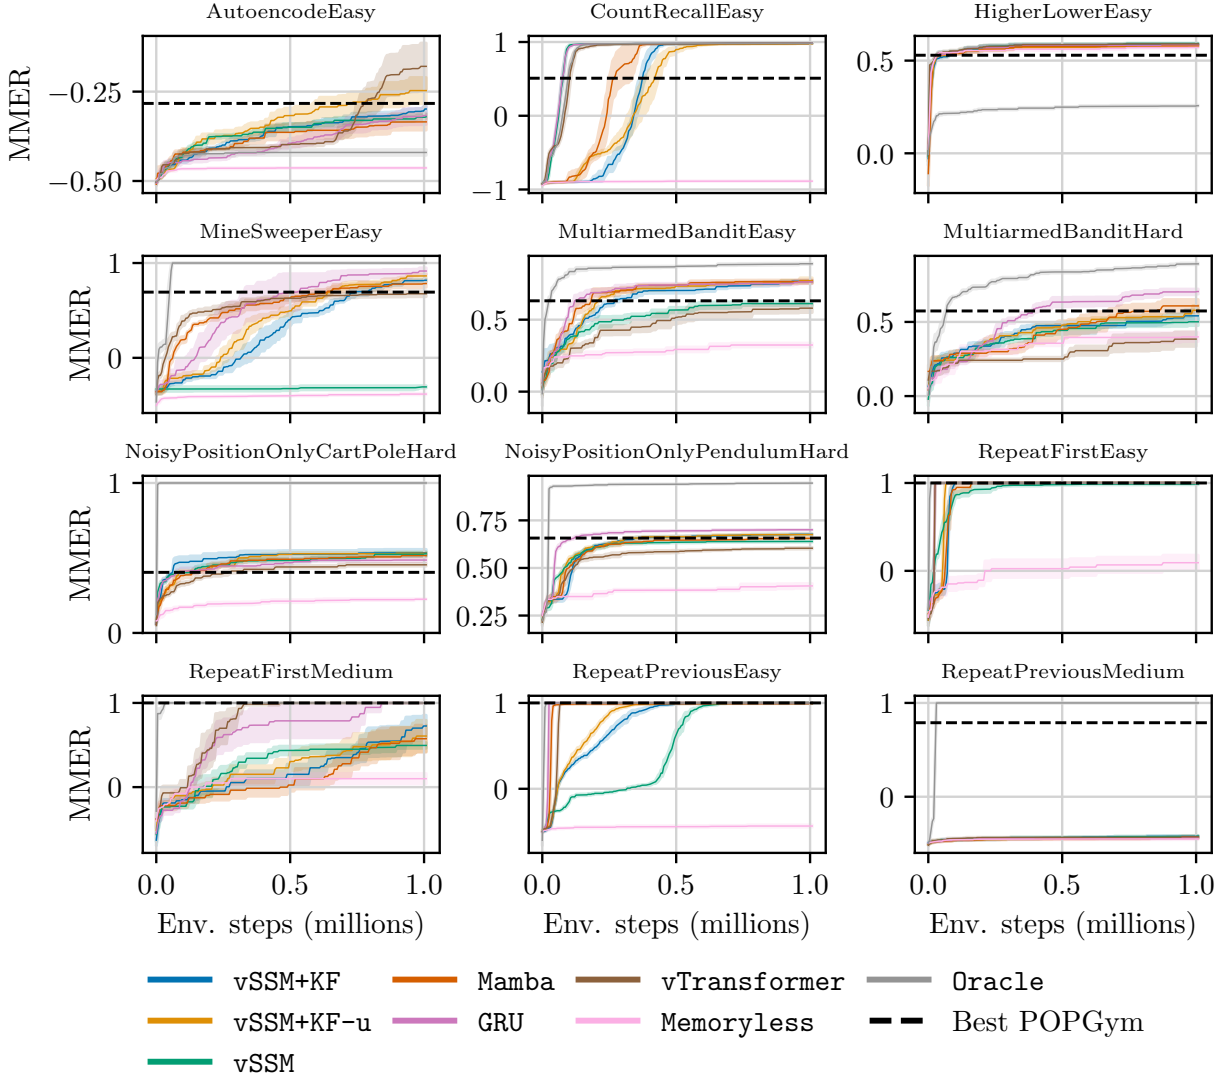 AutoencodeEasy CountRecallEasy HigherLowerEasy
MMER
−0.25
−0.50
1
0
−1
0.5
0.0
MineSweeperEasy MultiarmedBanditEasy MultiarmedBanditHard
MMER
1
0
0.5
0.0
0.5
0.0
NoisyPositionOnlyCartPoleHard NoisyPositionOnlyPendulumHard RepeatFirstEasy
MMER
1
0
0.75
0.50
0.25
1
0
RepeatFirstMedium RepeatPreviousEasy RepeatPreviousMedium
MMER
1
0
1
0
1
0
0.0 0.5 1.0 0.0 0.5 1.0 0.0 0.5 1.0
Env. steps (millions) Env. steps (millions) Env. steps (millions)
vSSM+KF Mamba vTransformer Oracle
vSSM+KF-u GRU Memoryless Best POPGym
vSSM